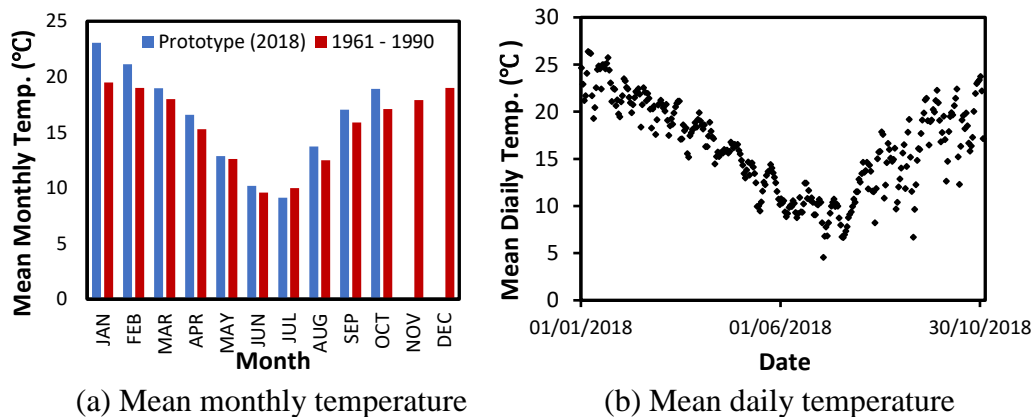 Mean Monthly Temp. (°C)
25
20
15
10
5
0
Prototype (2018) 1961 - 1990
JAN FEB MAR APR MAY JUN JUL AUG SEP OCT NOV DEC
Month
(a) Mean monthly temperature
Mean Diaily Temp. (°C )
30
25
20
15
10
5
0
01/01/2018 01/06/2018 30/10/2018
Date
(b) Mean daily temperature